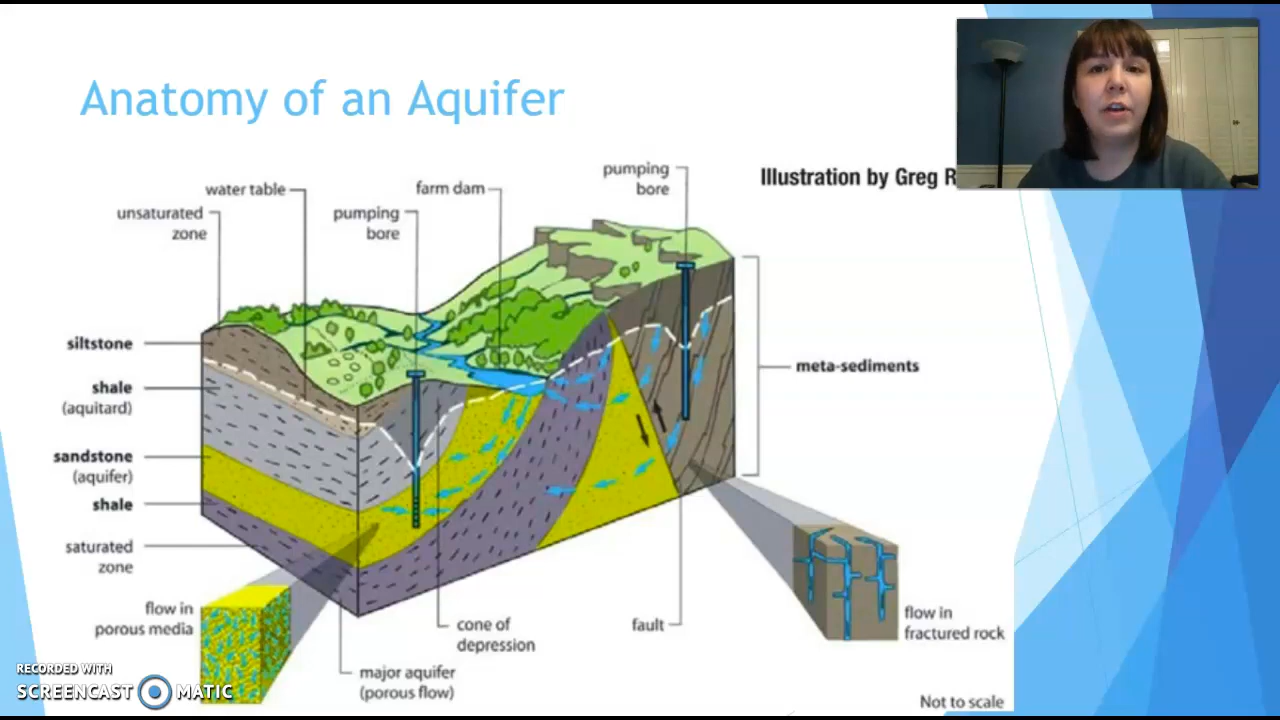 Anatomy of an Aquifer
Illustration by Greg R
pumping
bore
water table
farm dam
unsaturated
zone
pumping
bore
siltstone
shale
(aquitard)
meta-sediments
sandstone
(aquifer)
shale
saturated
zone
flow in
porous media
cone of
depression
fault
flow in
fractured rock
major aquifer
(porous flow)
Not to scale
RECORDED WITH
SCREENCAST MATIC